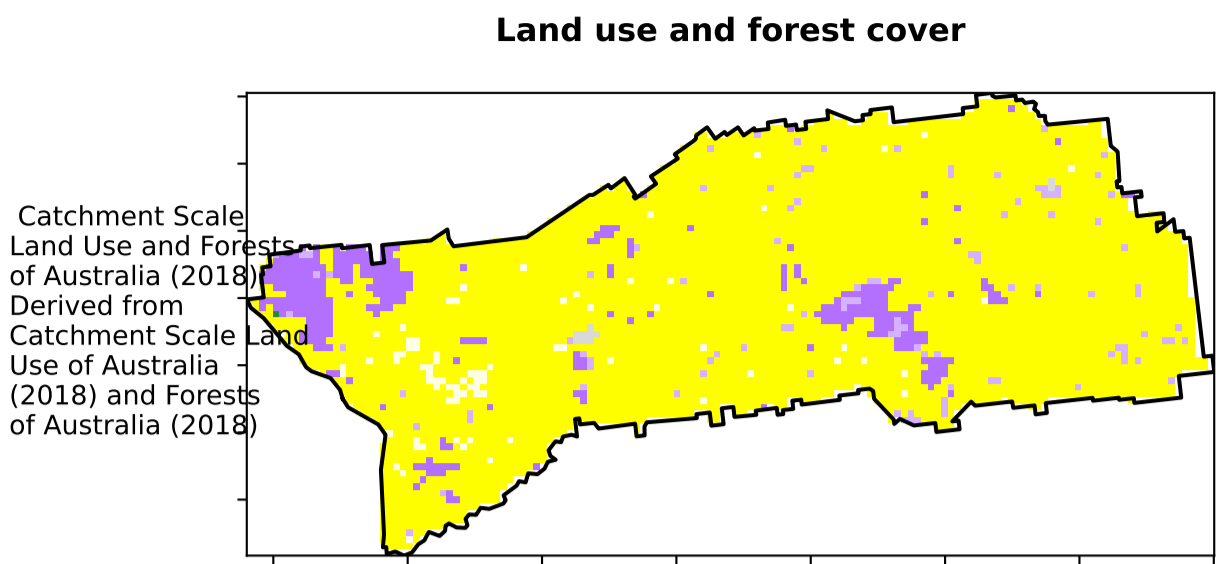 Land use and forest cover
Catchment Scale
Land Use and Forests
of Australia (2018)
Derived from
Catchment Scale Land
Use of Australia
(2018) and Forests
of Australia (2018)